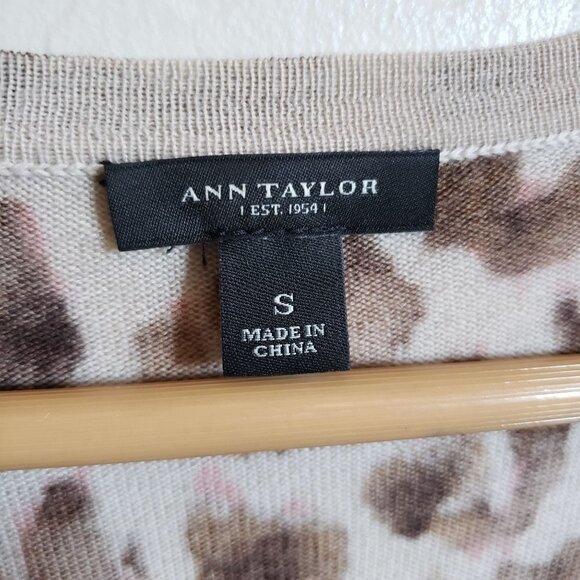 ANN TAYLOR
| EST. 1954 |
S
MADE IN
CHINA